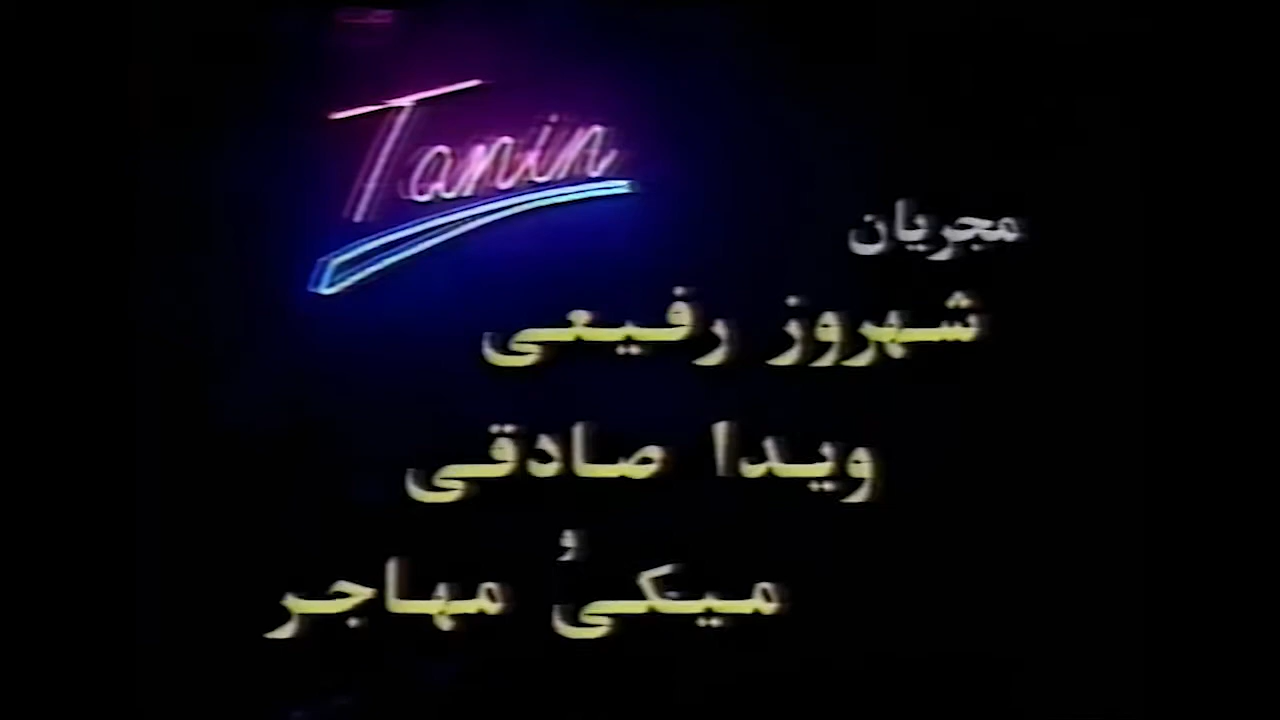 Tanin
مجریان
شهروز رفیعی
ویدا صادقی
و
میکی مهاجر